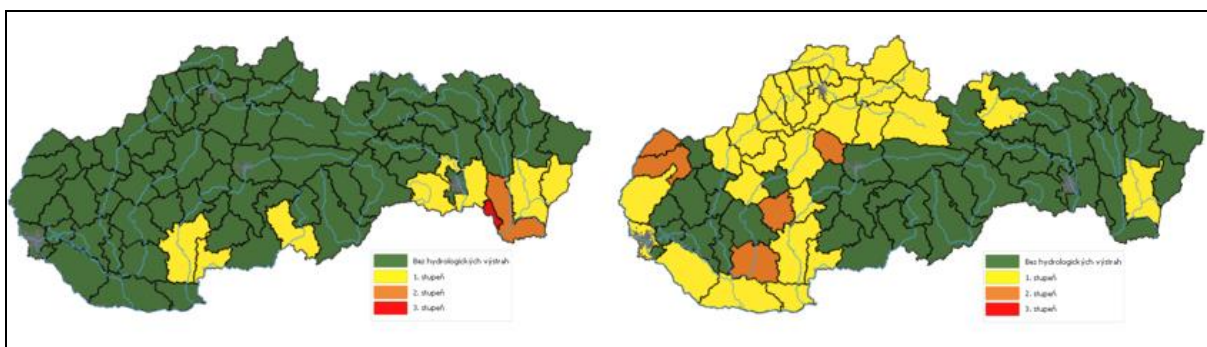 Bez hydrologických výstrah
1. stupeň
2. stupeň
3. stupeň
Bez hydrologických výstrah
1. stupeň
2. stupeň
3. stupeň